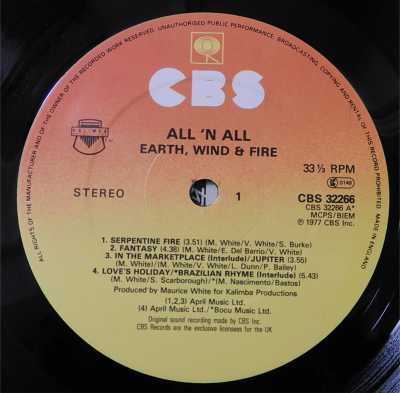 ALL RIGHTS OF THE MANUFACTURER AND OF THE OWNER OF THE RECORDED WORK RESERVED. UNAUTHORISED PUBLIC PERFORMANCE, BROADCASTING, AND COPYING AND RENTAL OF THIS RECORD PROHIBITED. MADE IN ENGLAND
CBS
KALIMBA
ALL 'N ALL
EARTH, WIND & FIRE
33⅓ RPM
STEREO
1
CBS 32266
CBS 32266 A*
MCPS/BIEM
℗ 1977 CBS Inc.
1. SERPENTINE FIRE (3.51) (M. White/V. White/S. Burke)
2. FANTASY (4.38) (M. White/E. Del Barrio/V. White)
3. IN THE MARKETPLACE (Interlude)/JUPITER (3.55)
(M. White)/(M. White/V. White/L. Dunn/P. Bailey)
4. LOVE'S HOLIDAY/*BRAZILIAN RHYME (Interlude) (5.43)
(M. White/S. Scarborough)/*(M. Nascimento/Bastos)
Produced by Maurice White for Kalimba Productions
(1,2,3) April Music Ltd.
(4) April Music Ltd./*Bocu Music Ltd.
Original sound recording made by CBS Inc.
CBS Records are the exclusive licensees for the UK